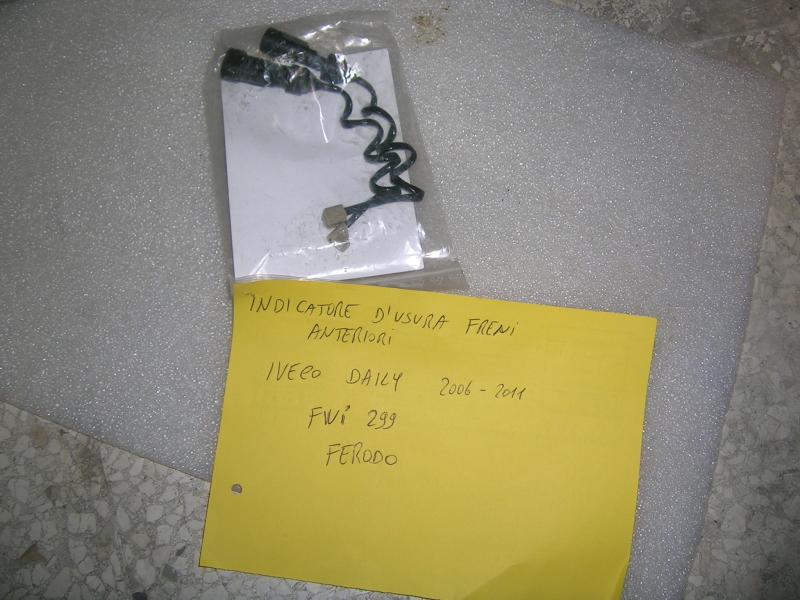 INDICATORE D'USURA FRENI
ANTERIORI
IVECO DAILY 2006-2011
FWi 299
FERODO